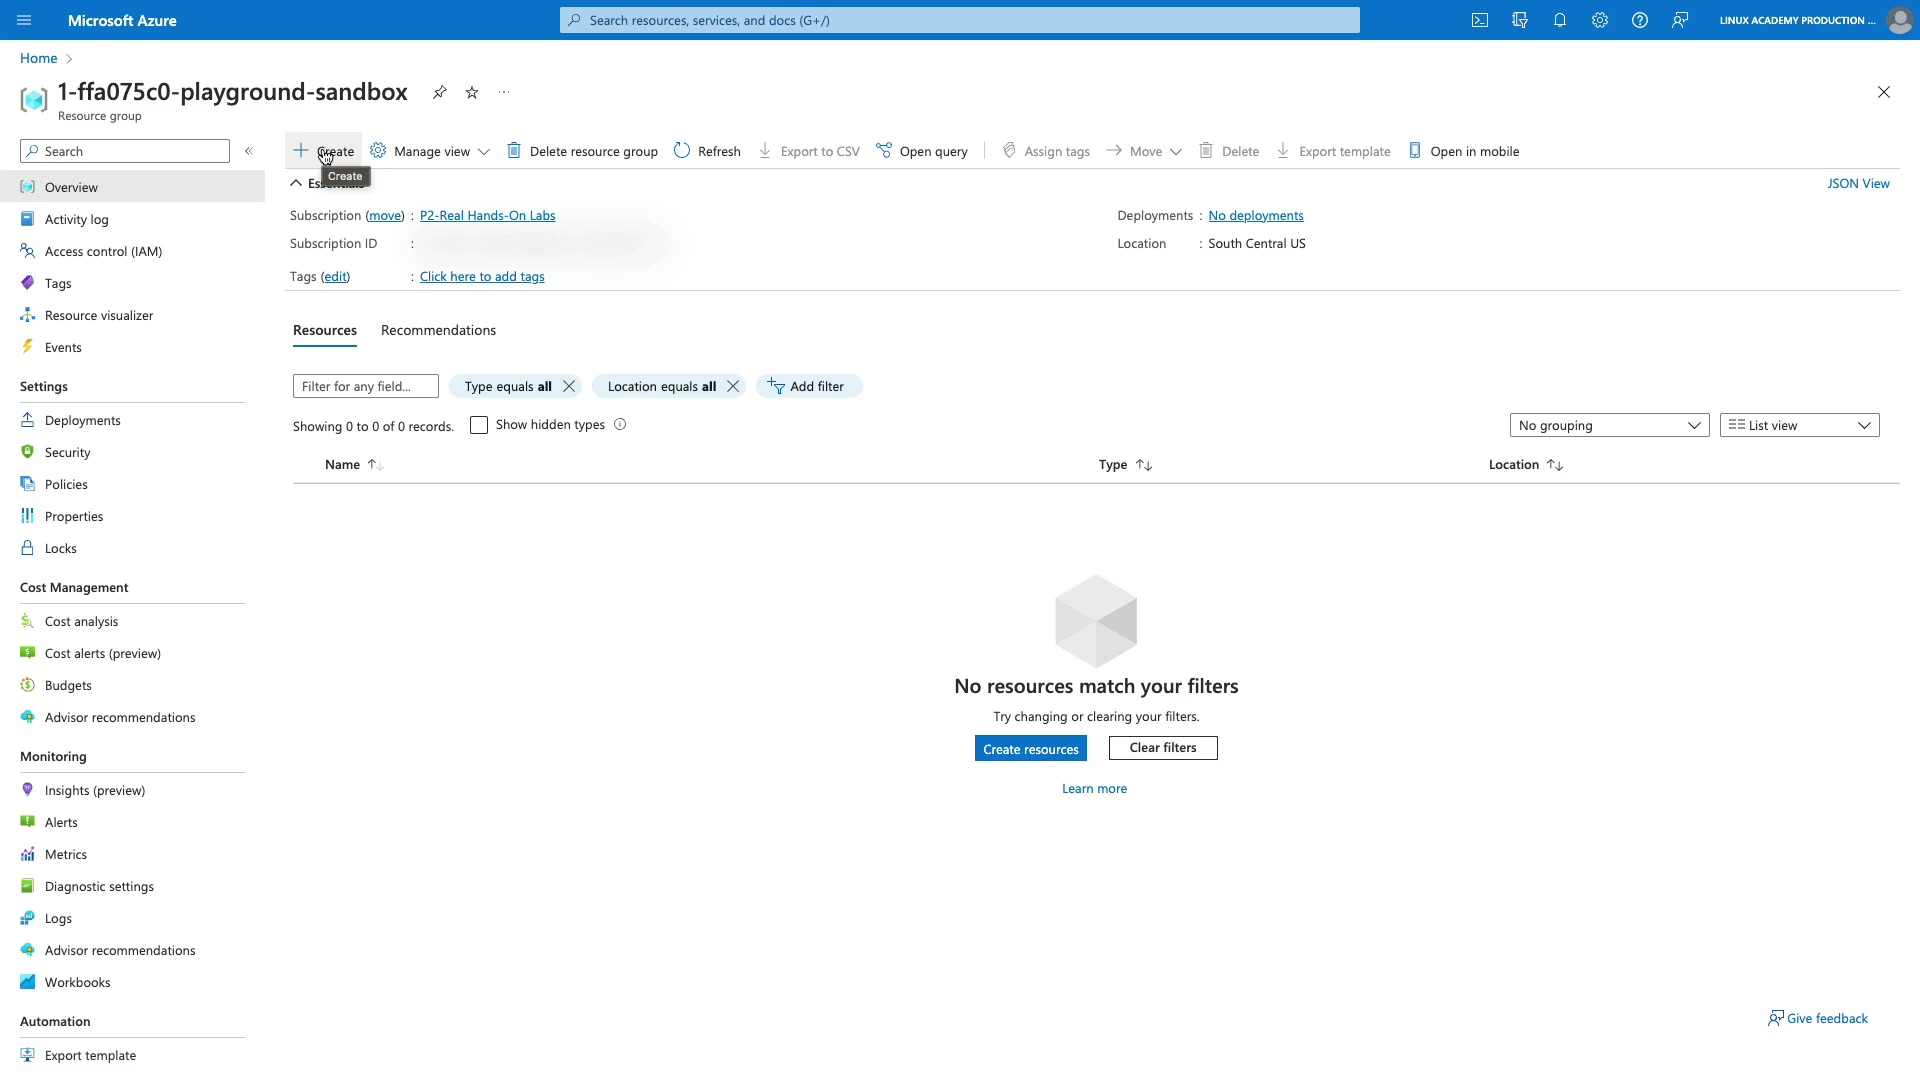 Microsoft Azure
Search resources, services, and docs (G+/)
LINUX ACADEMY PRODUCTION ...
Home
1-ffa075c0-playground-sandbox
Resource group
Search
Create
Manage view
Delete resource group
Refresh
Export to CSV
Open query
Assign tags
Move
Delete
Export template
Open in mobile
Create
Overview
Activity log
Access control (IAM)
Tags
Resource visualizer
Events
Settings
Deployments
Security
Policies
Properties
Locks
Cost Management
Cost analysis
Cost alerts (preview)
Budgets
Advisor recommendations
Monitoring
Insights (preview)
Alerts
Metrics
Diagnostic settings
Logs
Advisor recommendations
Workbooks
Automation
Export template
Essentials
JSON View
Subscription (move) : P2-Real Hands-On Labs
Subscription ID :
Tags (edit) : Click here to add tags
Deployments : No deployments
Location : South Central US
Resources
Recommendations
Filter for any field...
Type equals all
Location equals all
Add filter
Showing 0 to 0 of 0 records.
Show hidden types
No grouping
List view
Name
Type
Location
No resources match your filters
Try changing or clearing your filters.
Create resources
Clear filters
Learn more
Give feedback